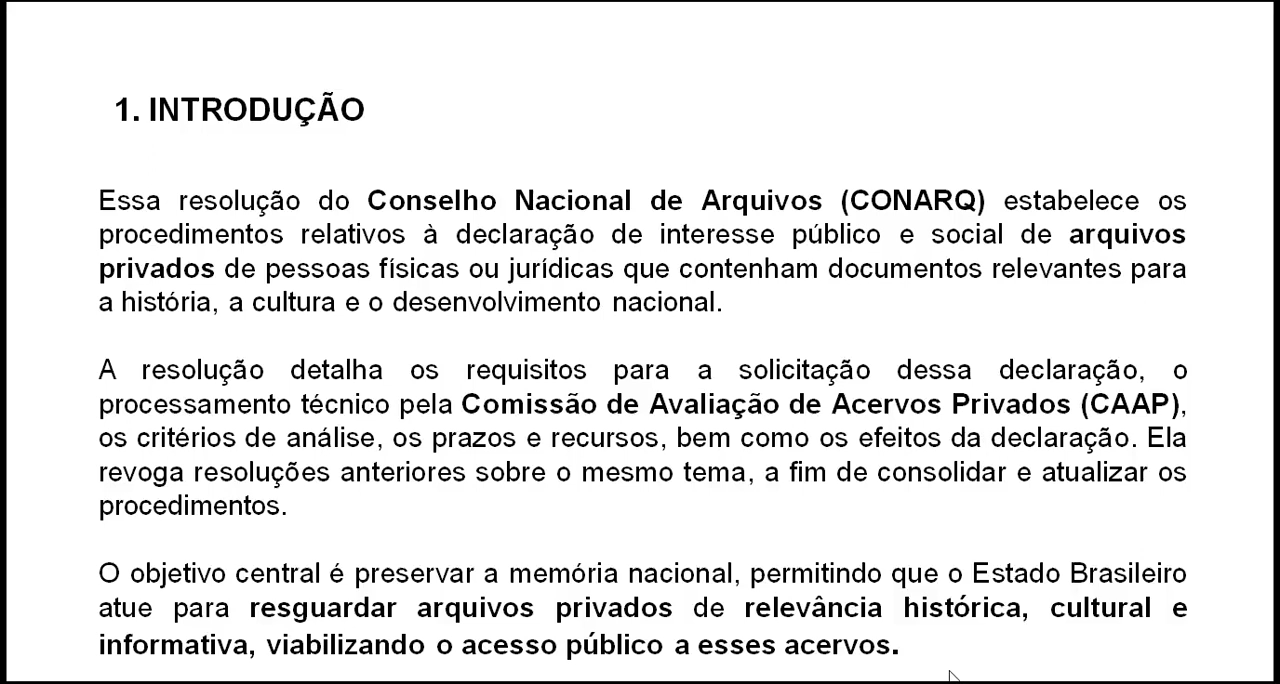 1. INTRODUÇÃO
Essa resolução do Conselho Nacional de Arquivos (CONARQ) estabelece os
procedimentos relativos à declaração de interesse público e social de arquivos
privados de pessoas físicas ou jurídicas que contenham documentos relevantes para
a história, a cultura e o desenvolvimento nacional.
A resolução detalha os requisitos para a solicitação dessa declaração, o
processamento técnico pela Comissão de Avaliação de Acervos Privados (CAAP),
os critérios de análise, os prazos e recursos, bem como os efeitos da declaração. Ela
revoga resoluções anteriores sobre o mesmo tema, a fim de consolidar e atualizar os
procedimentos.
O objetivo central é preservar a memória nacional, permitindo que o Estado Brasileiro
atue para resguardar arquivos privados de relevância histórica, cultural e
informativa, viabilizando o acesso público a esses acervos.